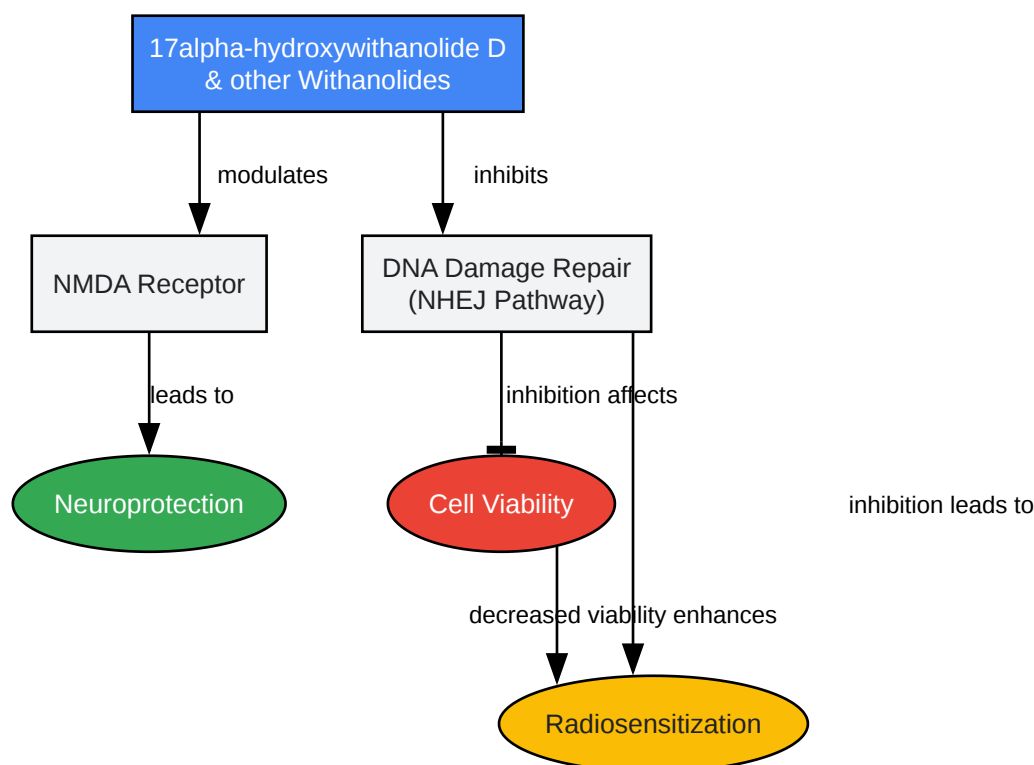 17alpha-hydroxywithanolide D
& other Withanolides
modulates
inhibits
NMDA Receptor
DNA Damage Repair
(NHEJ Pathway)
leads to
inhibition affects
Neuroprotection
Cell Viability
inhibition leads to
decreased viability enhances
Radiosensitization